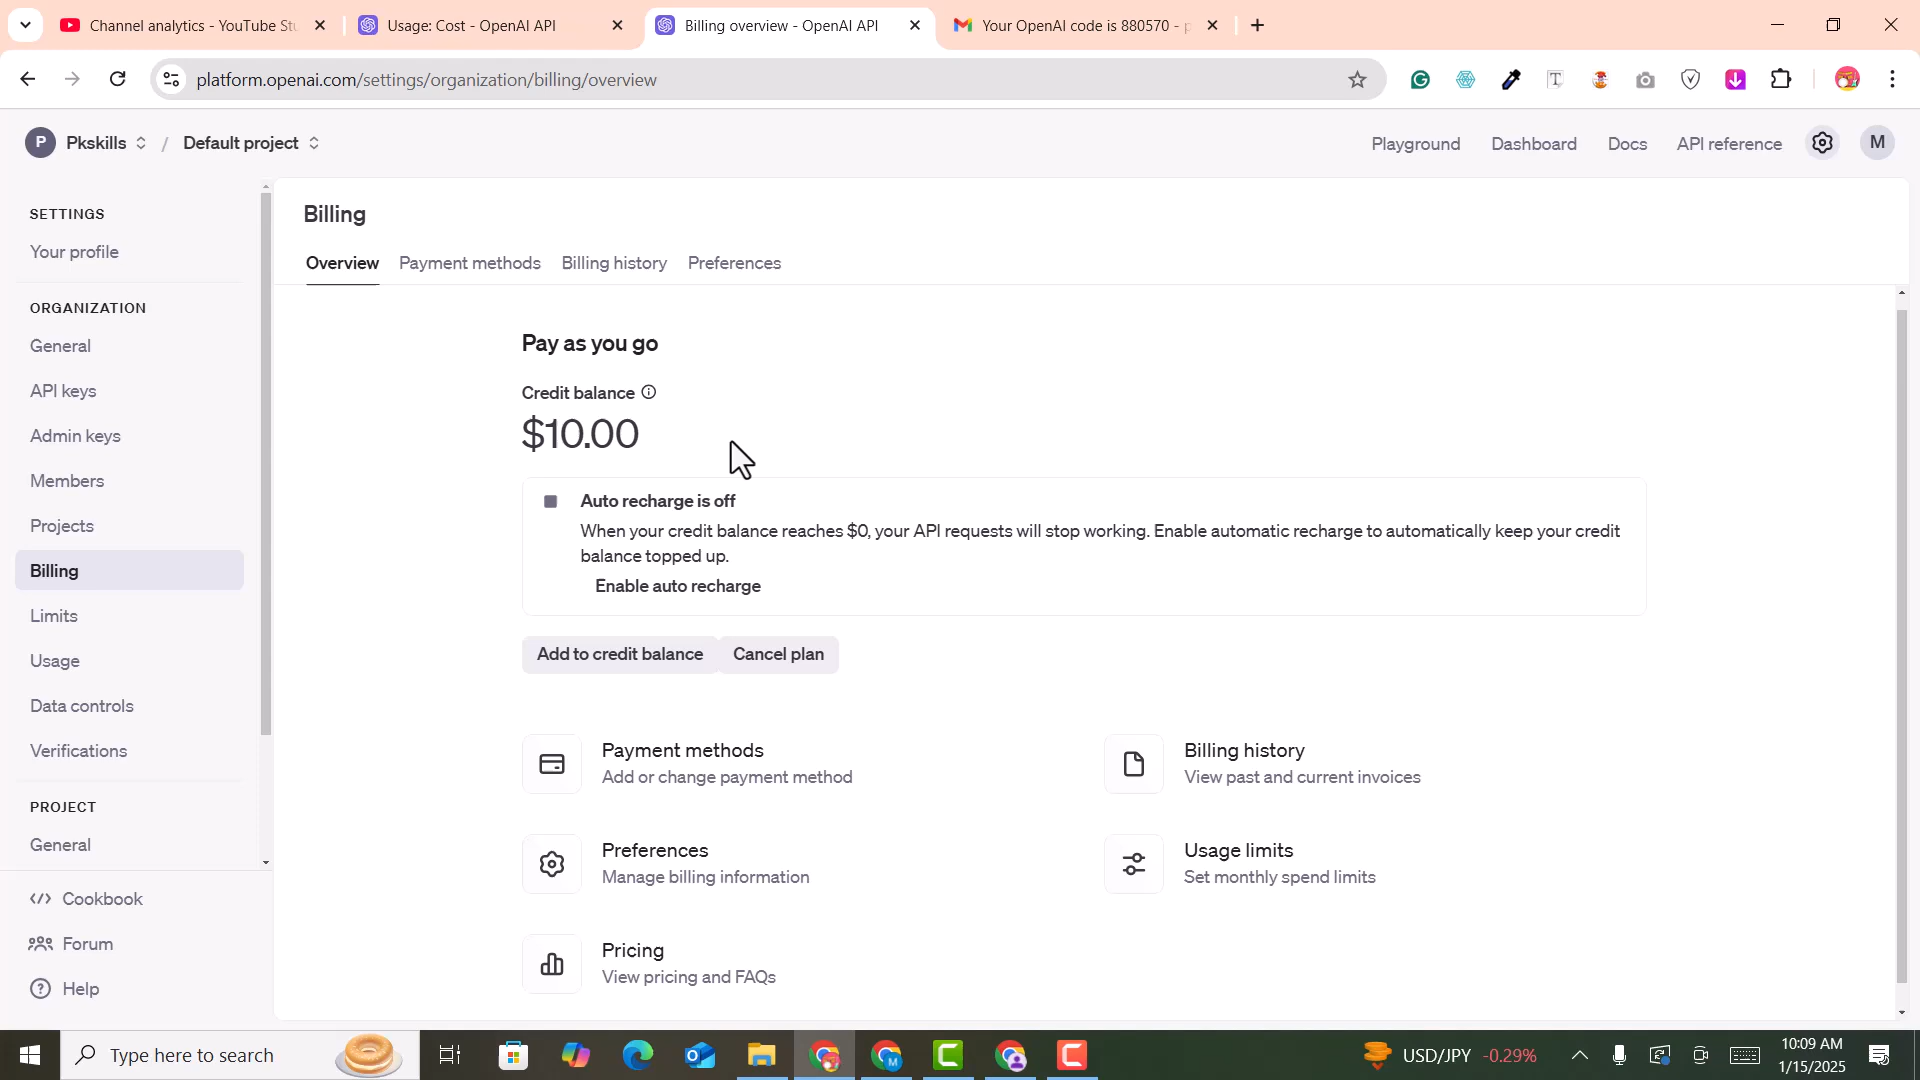 Channel analytics - YouTube Stu
Usage: Cost - OpenAI API
Billing overview - OpenAI API
Your OpenAI code is 880570 - p
platform.openai.com/settings/organization/billing/overview
P Pkskills / Default project
Playground Dashboard Docs API reference M
SETTINGS
Your profile
ORGANIZATION
General
API keys
Admin keys
Members
Projects
Billing
Limits
Usage
Data controls
Verifications
PROJECT
General
Cookbook
Forum
Help
Billing
Overview Payment methods Billing history Preferences
Pay as you go
Credit balance
$10.00
Auto recharge is off
When your credit balance reaches $0, your API requests will stop working. Enable automatic recharge to automatically keep your credit
balance topped up.
Enable auto recharge
Add to credit balance Cancel plan
Payment methods
Add or change payment method
Billing history
View past and current invoices
Preferences
Manage billing information
Usage limits
Set monthly spend limits
Pricing
View pricing and FAQs
Type here to search
USD/JPY -0.29%
10:09 AM
1/15/2025